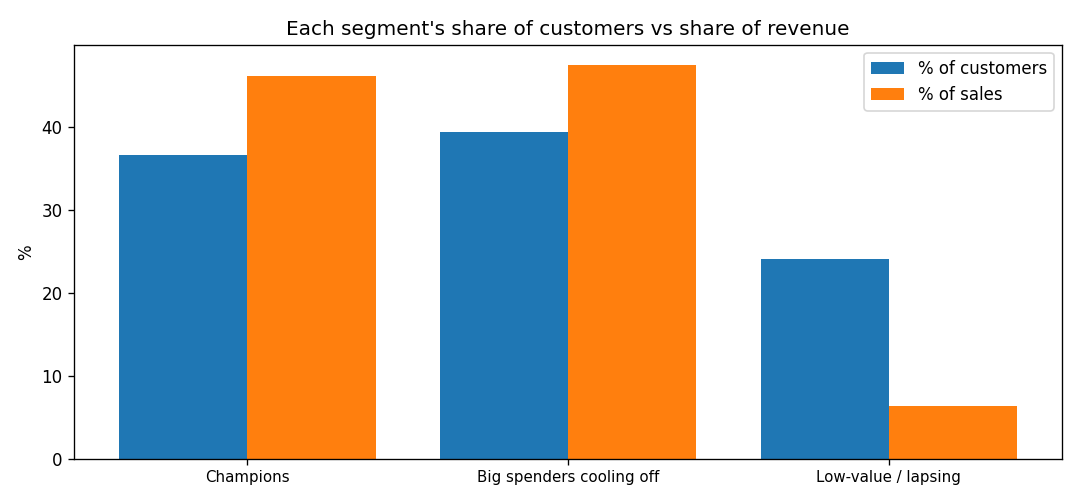 Each segment's share of customers vs share of revenue
% of customers
% of sales
%
40
30
20
10
0
Champions
Big spenders cooling off
Low-value / lapsing